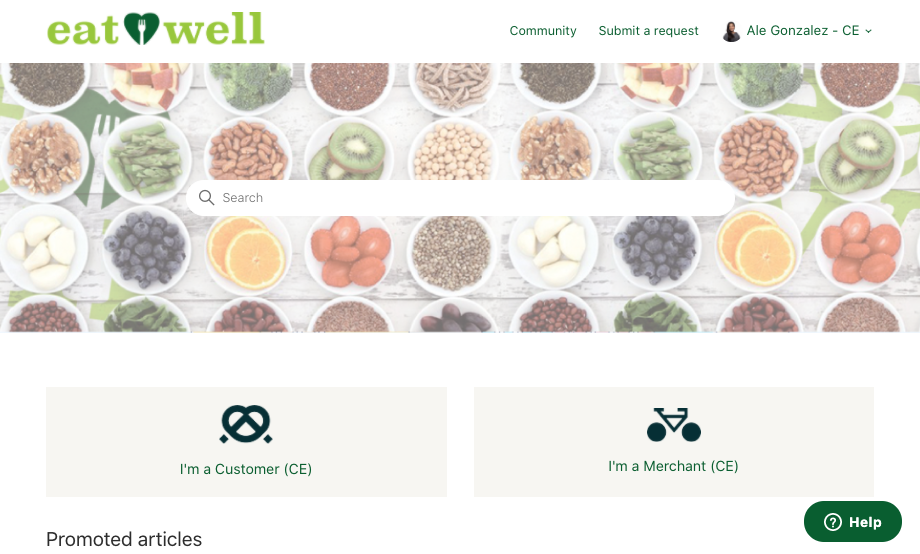 eat well
Community
Submit a request
Ale Gonzalez - CE
Search
I'm a Customer (CE)
I'm a Merchant (CE)
Help
Promoted articles